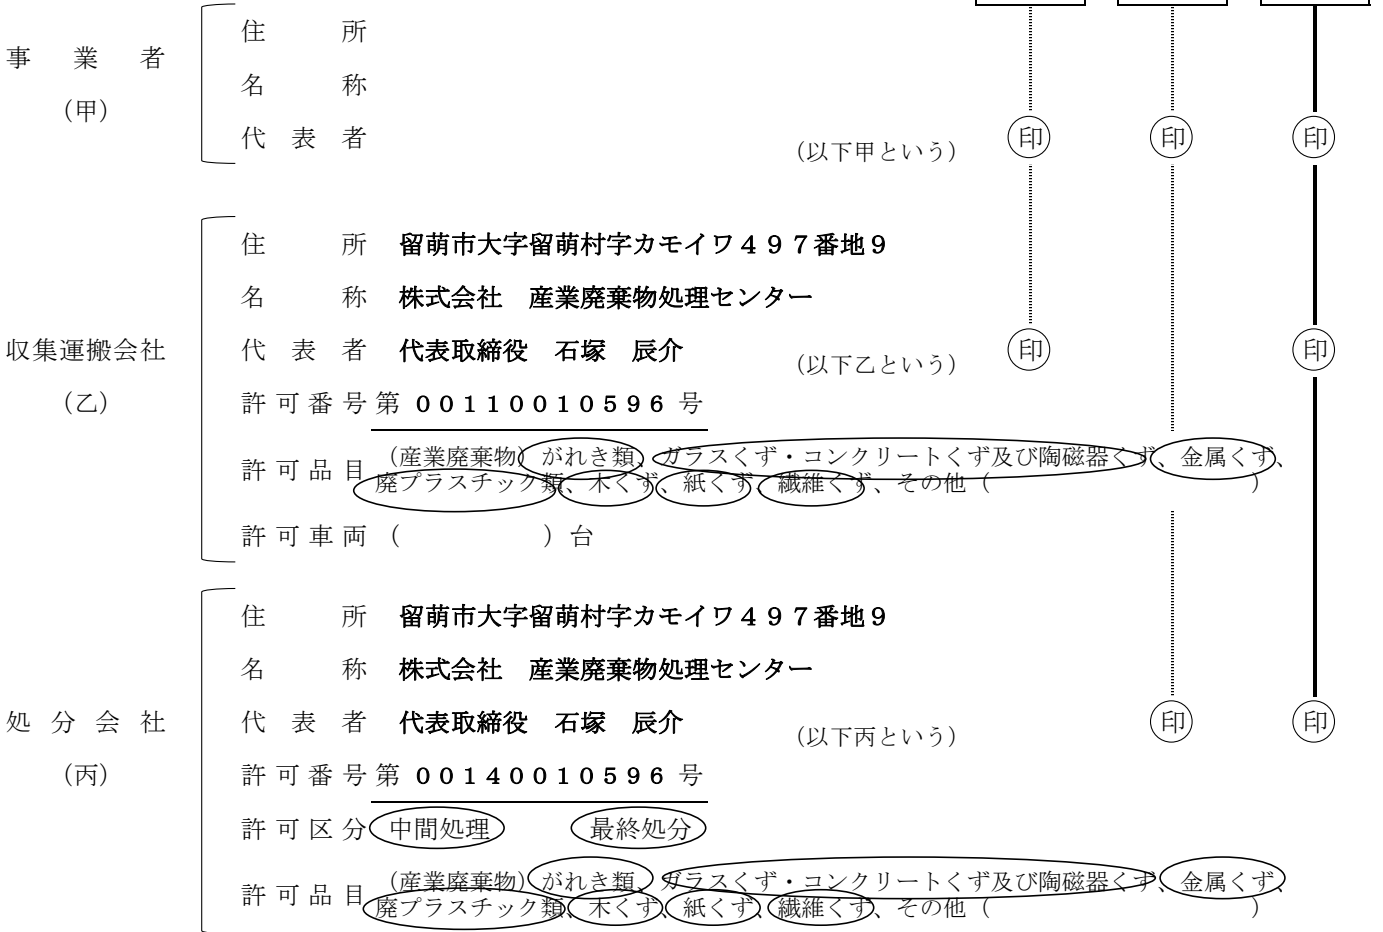 住　　所
事　業　者
名　　称
（甲）
代　表　者
（以下甲という）
印　印　印
住　　所　留萌市大字留萌村字カモイワ４９７番地９
名　　称　株式会社　産業廃棄物処理センター
収集運搬会社
代　表　者　代表取締役　石塚　辰介　（以下乙という）　印　印
（乙）
許可番号第 ００１１００１０５９６ 号
許可品目（産業廃棄物）がれき類、ガラスくず・コンクリートくず及び陶磁器くず、金属くず、
廃プラスチック類、木くず、紙くず、繊維くず、その他（　　　　　　）
許可車両（　　　　　）台
住　　所　留萌市大字留萌村字カモイワ４９７番地９
名　　称　株式会社　産業廃棄物処理センター
処分会社
代　表　者　代表取締役　石塚　辰介　（以下丙という）　印　印
（丙）
許可番号第 ００１４００１０５９６ 号
許可区分　中間処理　　最終処分
許可品目（産業廃棄物）がれき類、ガラスくず・コンクリートくず及び陶磁器くず、金属くず、
廃プラスチック類、木くず、紙くず、繊維くず、その他（　　　　　　）